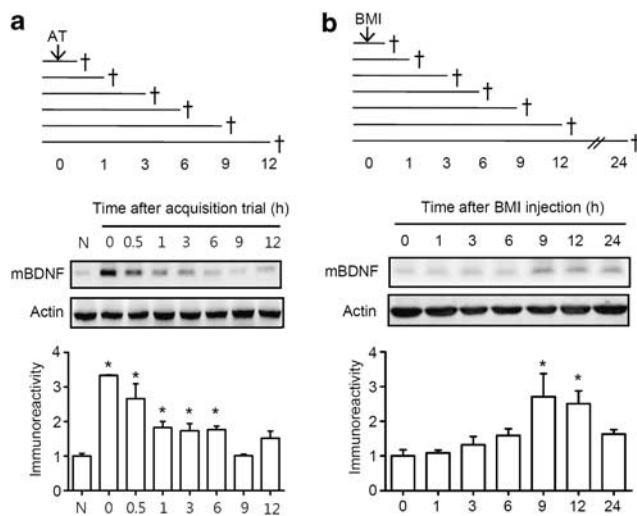 a
AT
0 1 3 6 9 12
Time after acquisition trial (h)
N 0 0.5 1 3 6 9 12
mBDNF
Actin
Immunoreactivity
4
3
2
1
0
* * * * *
N 0 0.5 1 3 6 9 12
b
BMI
0 1 3 6 9 12 24
Time after BMI injection (h)
0 1 3 6 9 12 24
mBDNF
Actin
Immunoreactivity
4
3
2
1
0
* *
0 1 3 6 9 12 24